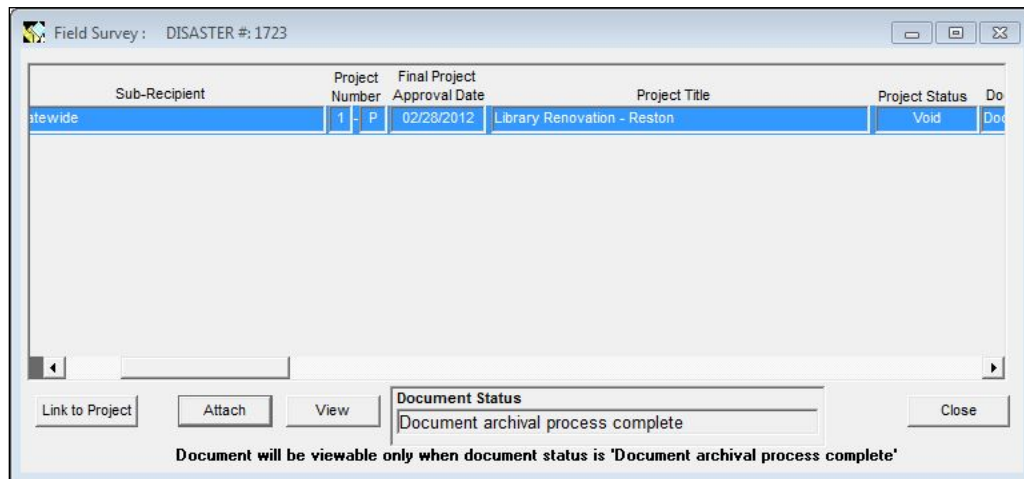 Field Survey : DISASTER #: 1723
Sub-Recipient Project Number Final Project Approval Date Project Title Project Status Do
atewide 1 - P 02/28/2012 Library Renovation - Reston Void Doc
Link to Project Attach View Document Status Close
Document archival process complete
Document will be viewable only when document status is 'Document archival process complete'